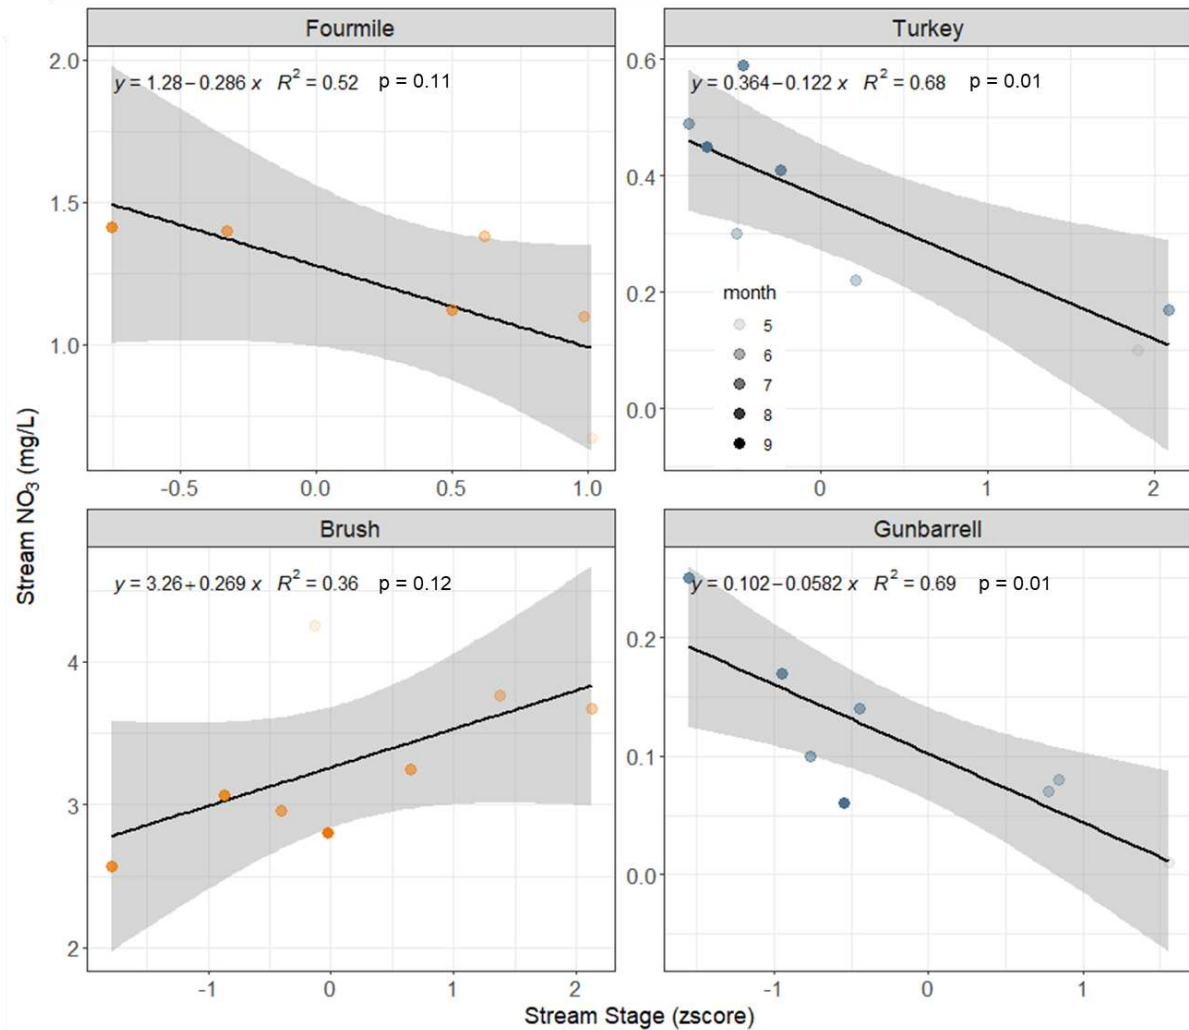 Fourmile
y = 1.28 − 0.286 x R² = 0.52 p = 0.11
2.0
1.5
1.0
-0.5 0.0 0.5 1.0
Turkey
y = 0.364 − 0.122 x R² = 0.68 p = 0.01
0.6
0.4
0.2
0.0
month
5
6
7
8
9
0 1 2
Stream NO₃ (mg/L)
Brush
y = 3.26 + 0.269 x R² = 0.36 p = 0.12
4
3
2
-1 0 1 2
Gunbarrell
y = 0.102 − 0.0582 x R² = 0.69 p = 0.01
0.2
0.1
0.0
-1 0 1
Stream Stage (zscore)